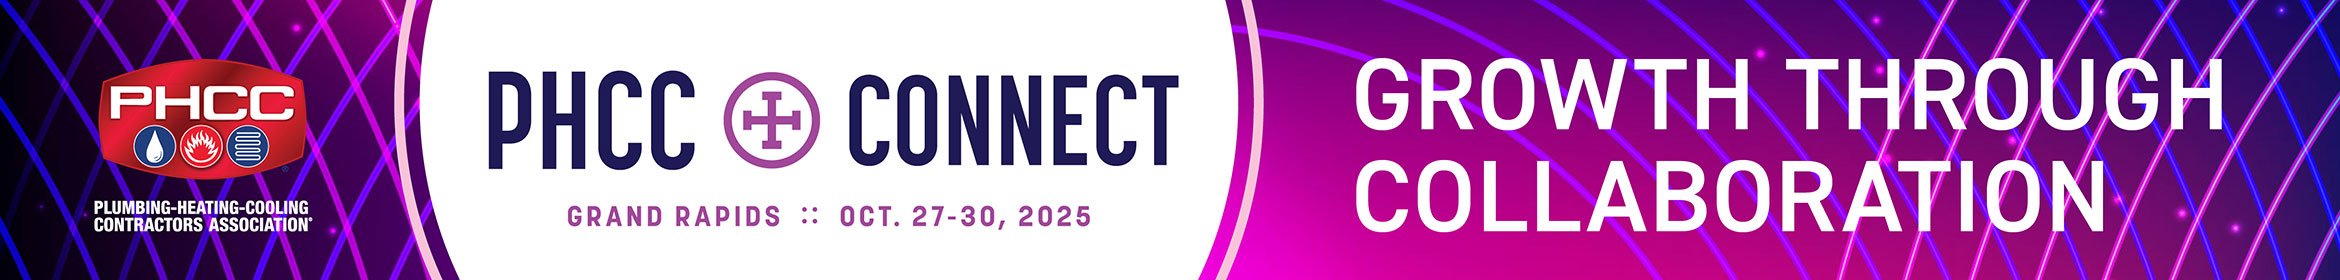 PHCC
PLUMBING-HEATING-COOLING
CONTRACTORS ASSOCIATION®
PHCC CONNECT
GRAND RAPIDS :: OCT. 27-30, 2025
GROWTH THROUGH
COLLABORATION